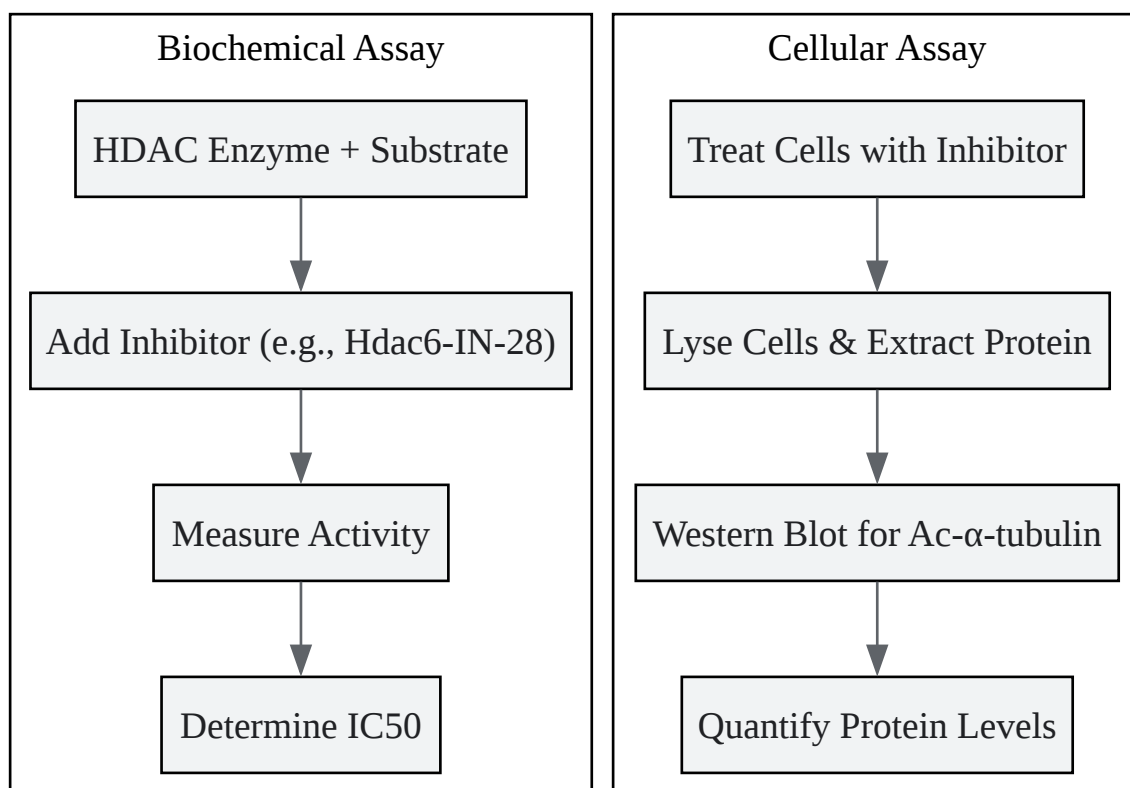 Biochemical Assay
HDAC Enzyme + Substrate
Add Inhibitor (e.g., Hdac6-IN-28)
Measure Activity
Determine IC50
Cellular Assay
Treat Cells with Inhibitor
Lyse Cells & Extract Protein
Western Blot for Ac-α-tubulin
Quantify Protein Levels